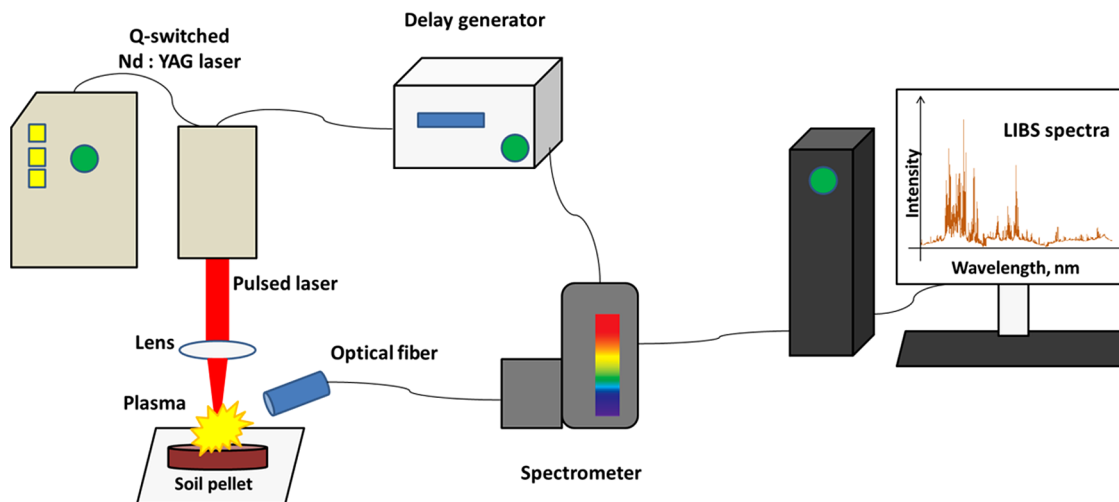 Delay generator
Q-switched
Nd : YAG laser
LIBS spectra
Intensity
Wavelength, nm
Pulsed laser
Lens
Optical fiber
Plasma
Spectrometer
Soil pellet